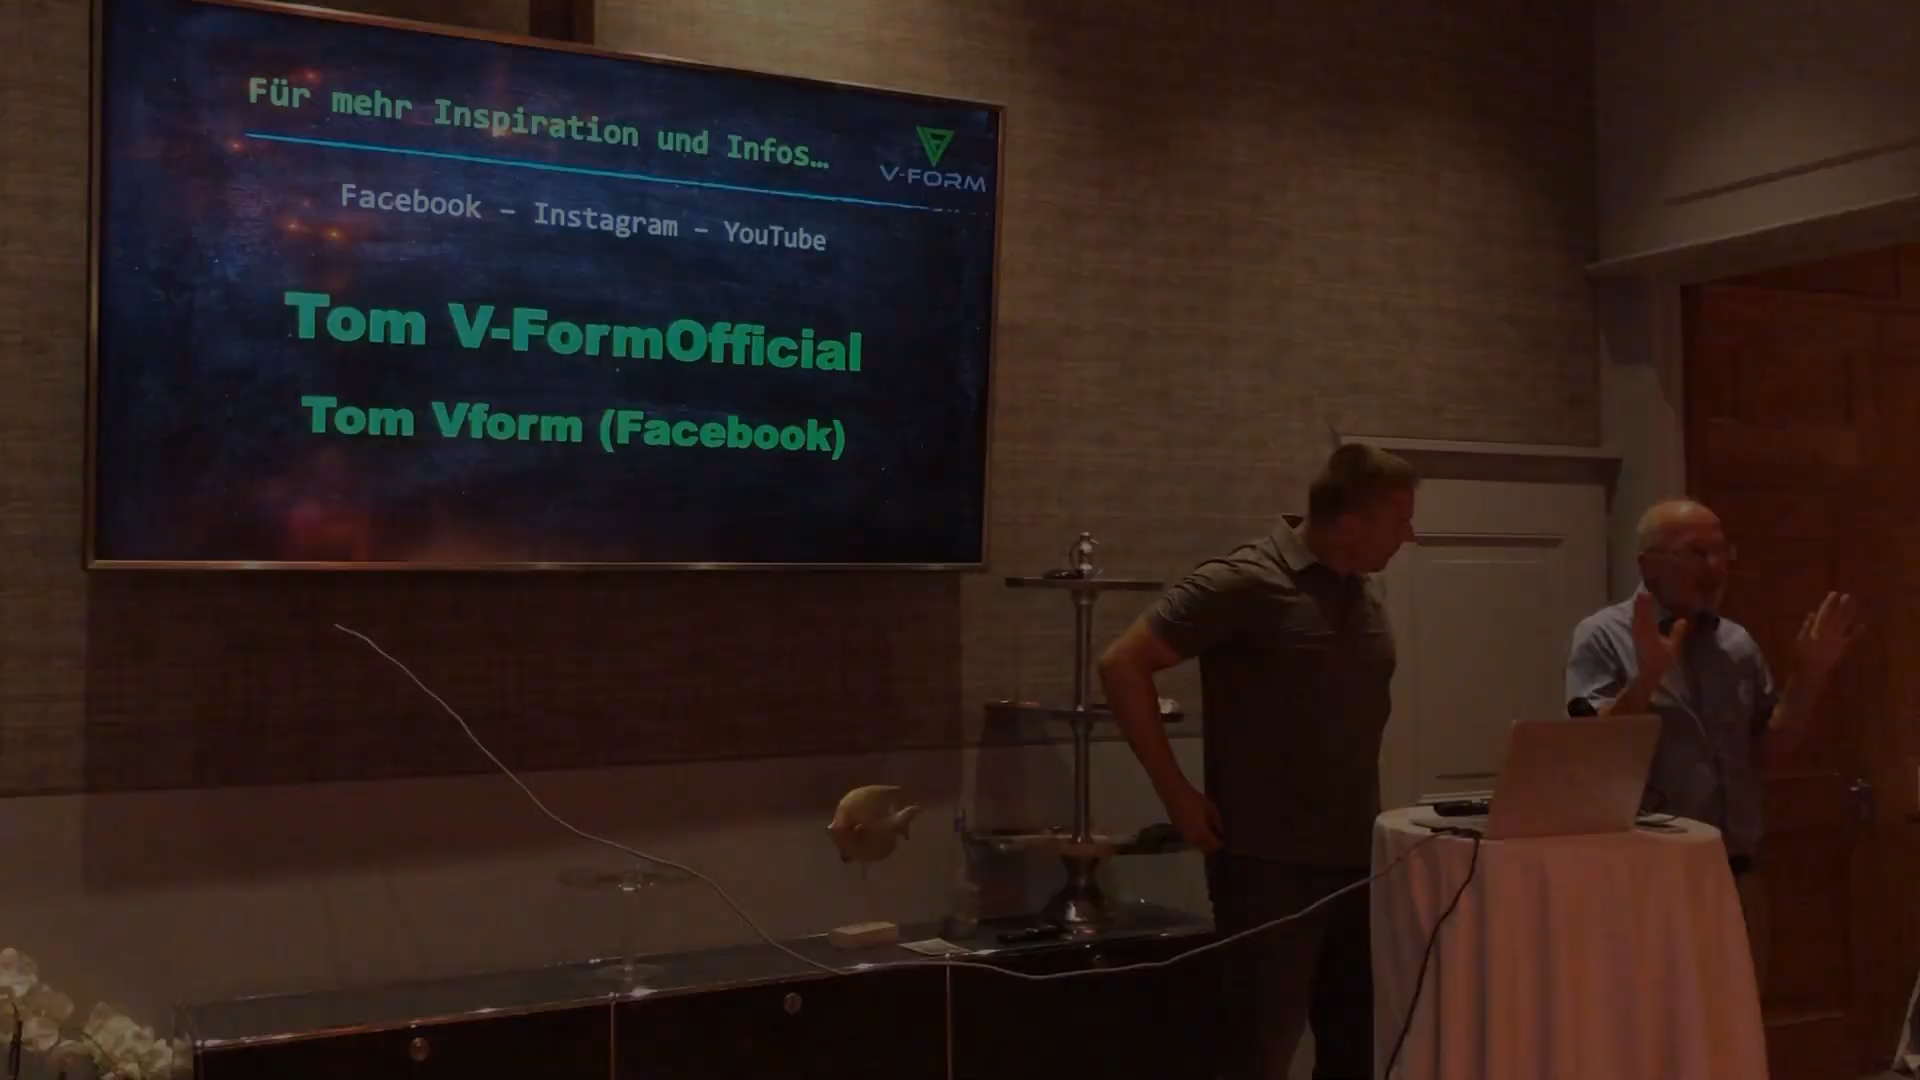 Für mehr Inspiration und Infos…
V-FORM
Facebook – Instagram – YouTube
Tom V-FormOfficial
Tom Vform (Facebook)